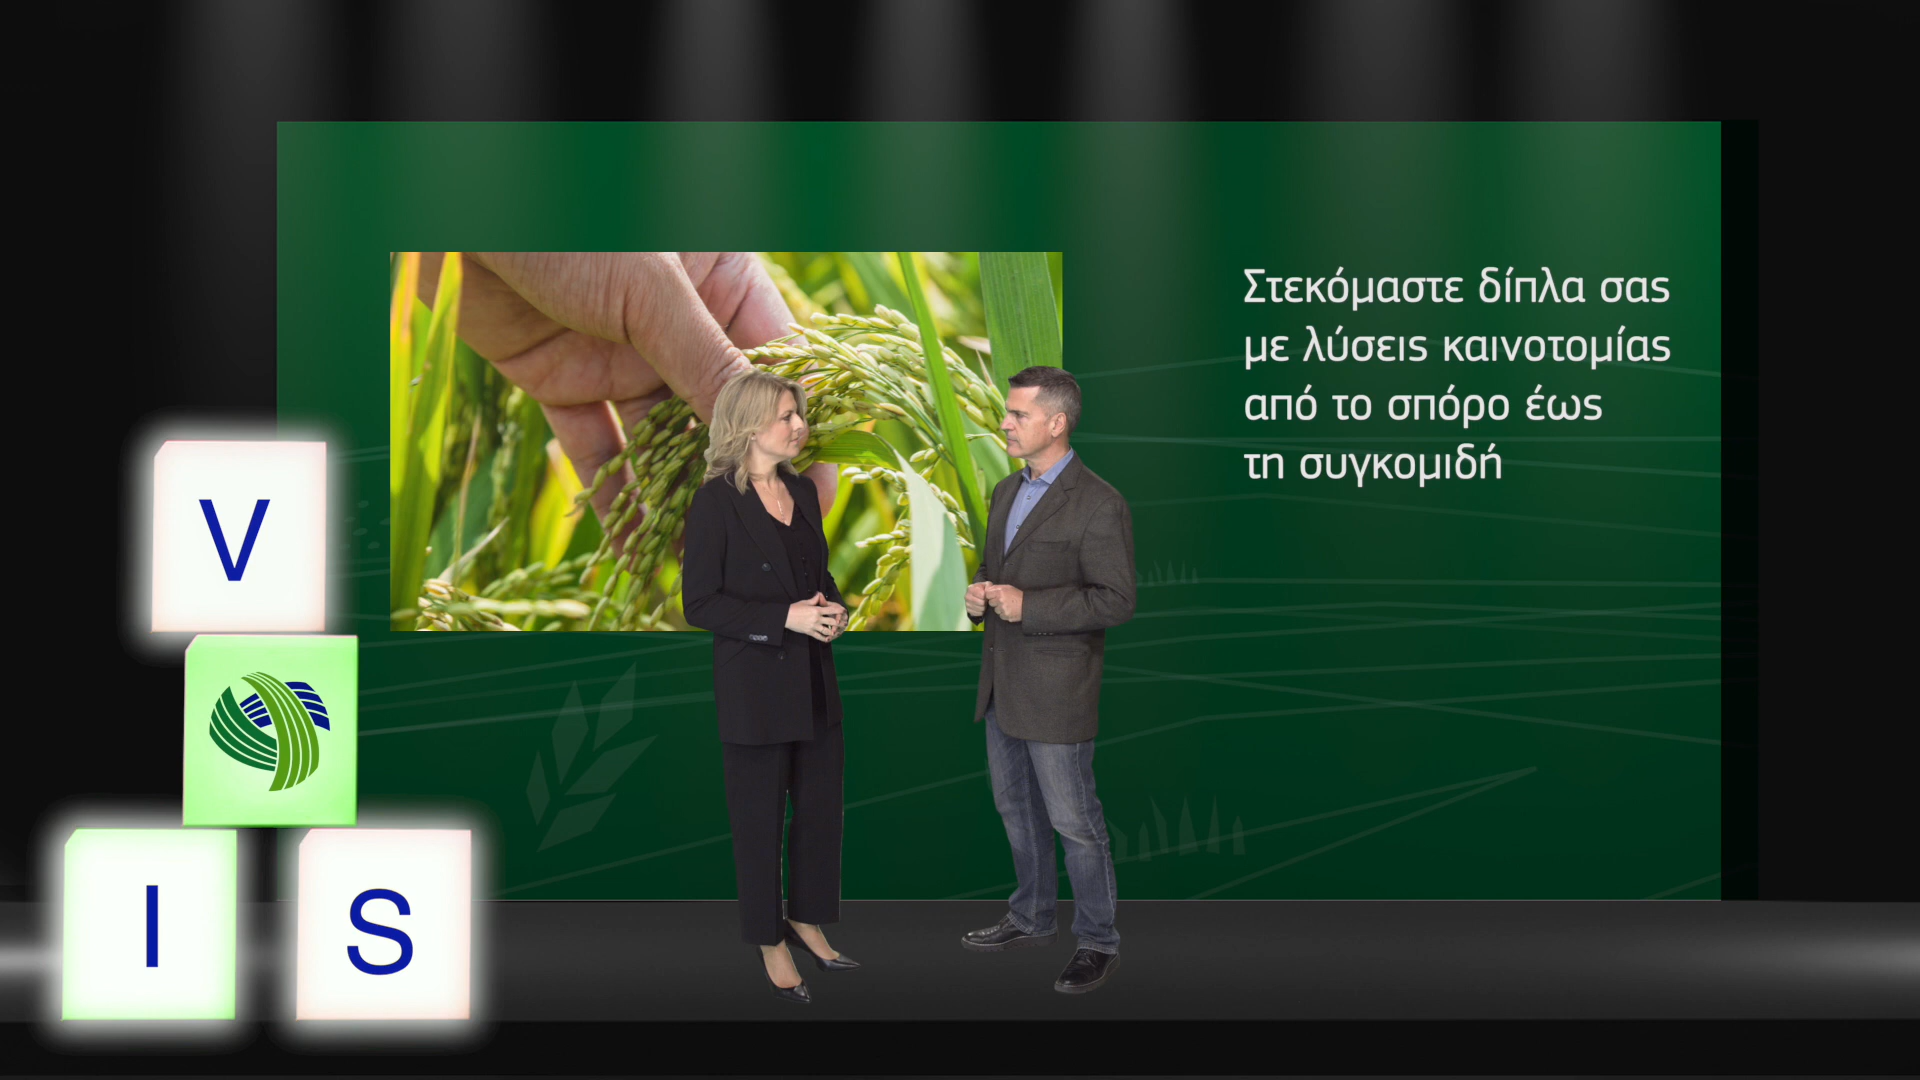 Στεκόμαστε δίπλα σας
με λύσεις καινοτομίας
από το σπόρο έως
τη συγκομιδή
V
I S